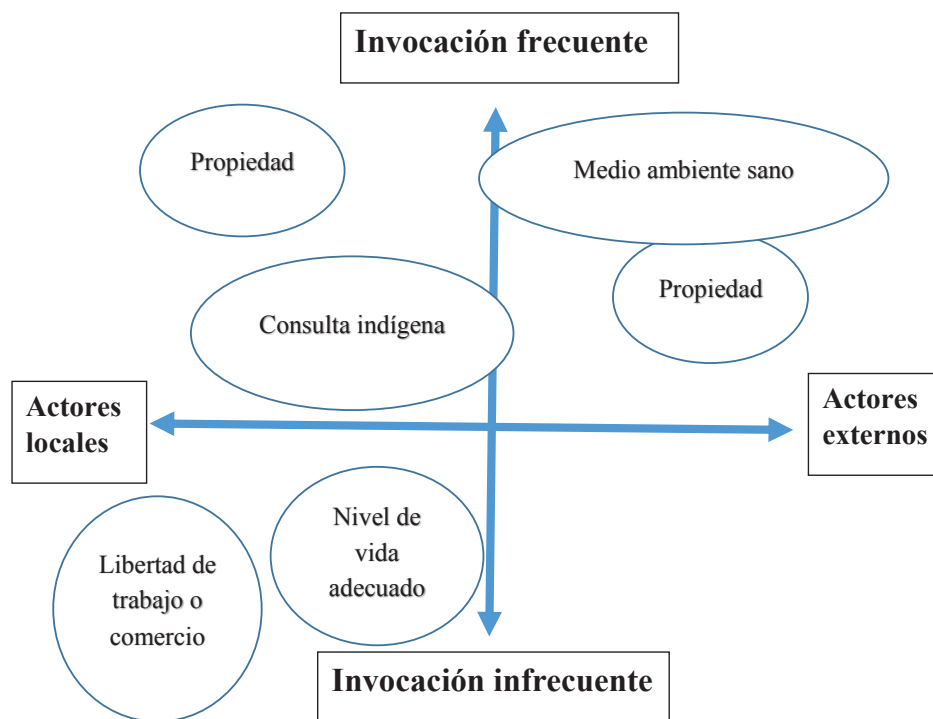 Invocación frecuente
Propiedad
Medio ambiente sano
Propiedad
Consulta indígena
Actores
locales
Actores
externos
Nivel de
vida
adecuado
Libertad de
trabajo o
comercio
Invocación infrecuente